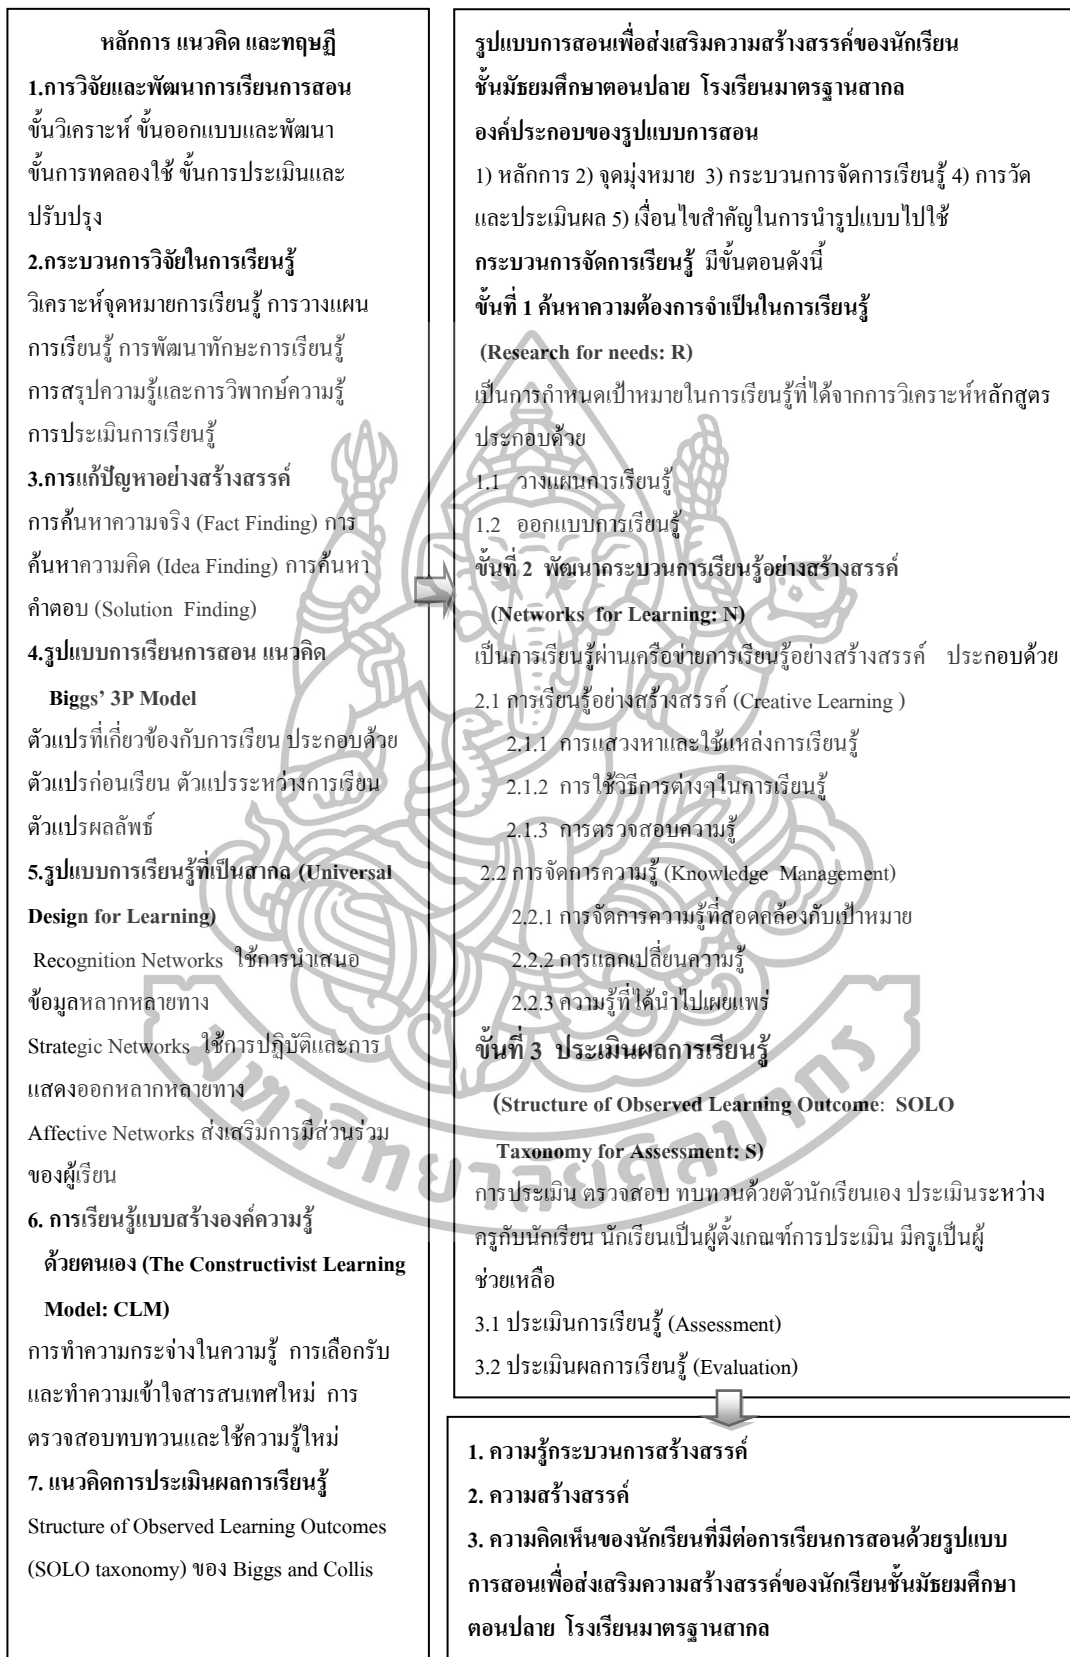 หลักการ แนวคิด และทฤษฎี
1.การวิจัยและพัฒนาการเรียนการสอน
ขั้นวิเคราะห์ ขั้นออกแบบและพัฒนา
ขั้นการทดลองใช้ ขั้นการประเมินและ
ปรับปรุง
2.กระบวนการวิจัยในการเรียนรู้
วิเคราะห์จุดหมายการเรียนรู้ การวางแผน
การเรียนรู้ การพัฒนาทักษะการเรียนรู้
การสรุปความรู้และการวิพากษ์ความรู้
การประเมินการเรียนรู้
3.การแก้ปัญหาอย่างสร้างสรรค์
การค้นหาความจริง (Fact Finding) การ
ค้นหาความคิด (Idea Finding) การค้นหา
คำตอบ (Solution Finding)
4.รูปแบบการเรียนการสอน แนวคิด
Biggs’ 3P Model
ตัวแปรที่เกี่ยวข้องกับการเรียน ประกอบด้วย
ตัวแปรก่อนเรียน ตัวแปรระหว่างการเรียน
ตัวแปรผลลัพธ์
5.รูปแบบการเรียนรู้ที่เป็นสากล (Universal
Design for Learning)
Recognition Networks ใช้การนำเสนอ
ข้อมูลหลากหลายทาง
Strategic Networks ใช้การปฏิบัติและการ
แสดงออกหลากหลายทาง
Affective Networks ส่งเสริมการมีส่วนร่วม
ของผู้เรียน
6. การเรียนรู้แบบสร้างองค์ความรู้
ด้วยตนเอง (The Constructivist Learning
Model: CLM)
การทำความกระจ่างในความรู้ การเลือกรับ
และทำความเข้าใจสารสนเทศใหม่ การ
ตรวจสอบทบทวนและใช้ความรู้ใหม่
7. แนวคิดการประเมินผลการเรียนรู้
Structure of Observed Learning Outcomes
(SOLO taxonomy) ของ Biggs and Collis
รูปแบบการสอนเพื่อส่งเสริมความสร้างสรรค์ของนักเรียน
ชั้นมัธยมศึกษาตอนปลาย โรงเรียนมาตรฐานสากล
องค์ประกอบของรูปแบบการสอน
1) หลักการ 2) จุดมุ่งหมาย 3) กระบวนการจัดการเรียนรู้ 4) การวัด
และประเมินผล 5) เงื่อนไขสำคัญในการนำรูปแบบไปใช้
กระบวนการจัดการเรียนรู้ มีขั้นตอนดังนี้
ขั้นที่ 1 ค้นหาความต้องการจำเป็นในการเรียนรู้
(Research for needs: R)
เป็นการกำหนดเป้าหมายในการเรียนรู้ที่ได้จากการวิเคราะห์หลักสูตร
ประกอบด้วย
1.1 วางแผนการเรียนรู้
1.2 ออกแบบการเรียนรู้
ขั้นที่ 2 พัฒนากระบวนการเรียนรู้อย่างสร้างสรรค์
(Networks for Learning: N)
เป็นการเรียนรู้ผ่านเครือข่ายการเรียนรู้อย่างสร้างสรรค์ ประกอบด้วย
2.1 การเรียนรู้อย่างสร้างสรรค์ (Creative Learning )
2.1.1 การแสวงหาและใช้แหล่งการเรียนรู้
2.1.2 การใช้วิธีการต่างๆในการเรียนรู้
2.1.3 การตรวจสอบความรู้
2.2 การจัดการความรู้ (Knowledge Management)
2.2.1 การจัดการความรู้ที่สอดคล้องกับเป้าหมาย
2.2.2 การแลกเปลี่ยนความรู้
2.2.3 ความรู้ที่ได้นำไปเผยแพร่
ขั้นที่ 3 ประเมินผลการเรียนรู้
(Structure of Observed Learning Outcome: SOLO
Taxonomy for Assessment: S)
การประเมิน ตรวจสอบ ทบทวนด้วยตัวนักเรียนเอง ประเมินระหว่าง
ครูกับนักเรียน นักเรียนเป็นผู้ตั้งเกณฑ์การประเมิน มีครูเป็นผู้
ช่วยเหลือ
3.1 ประเมินการเรียนรู้ (Assessment)
3.2 ประเมินผลการเรียนรู้ (Evaluation)
1. ความรู้กระบวนการสร้างสรรค์
2. ความสร้างสรรค์
3. ความคิดเห็นของนักเรียนที่มีต่อการเรียนการสอนด้วยรูปแบบ
การสอนเพื่อส่งเสริมความสร้างสรรค์ของนักเรียนชั้นมัธยมศึกษา
ตอนปลาย โรงเรียนมาตรฐานสากล
มหาวิทยาลัยศิลปากร